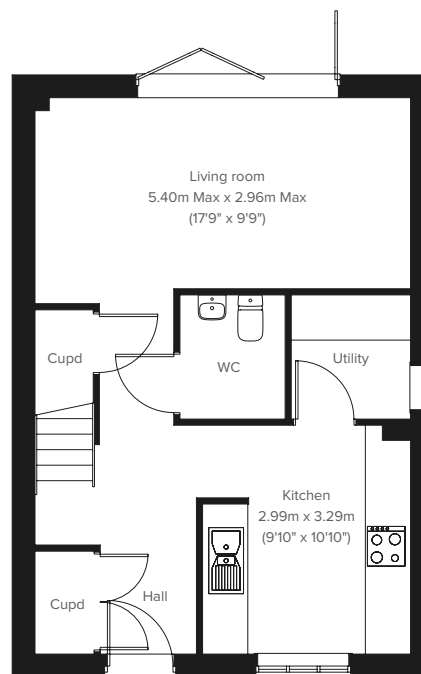 Living room
5.40m Max x 2.96m Max
(17'9" x 9'9")
Cupd
WC
Utility
Kitchen
2.99m x 3.29m
(9'10" x 10'10")
Cupd
Hall